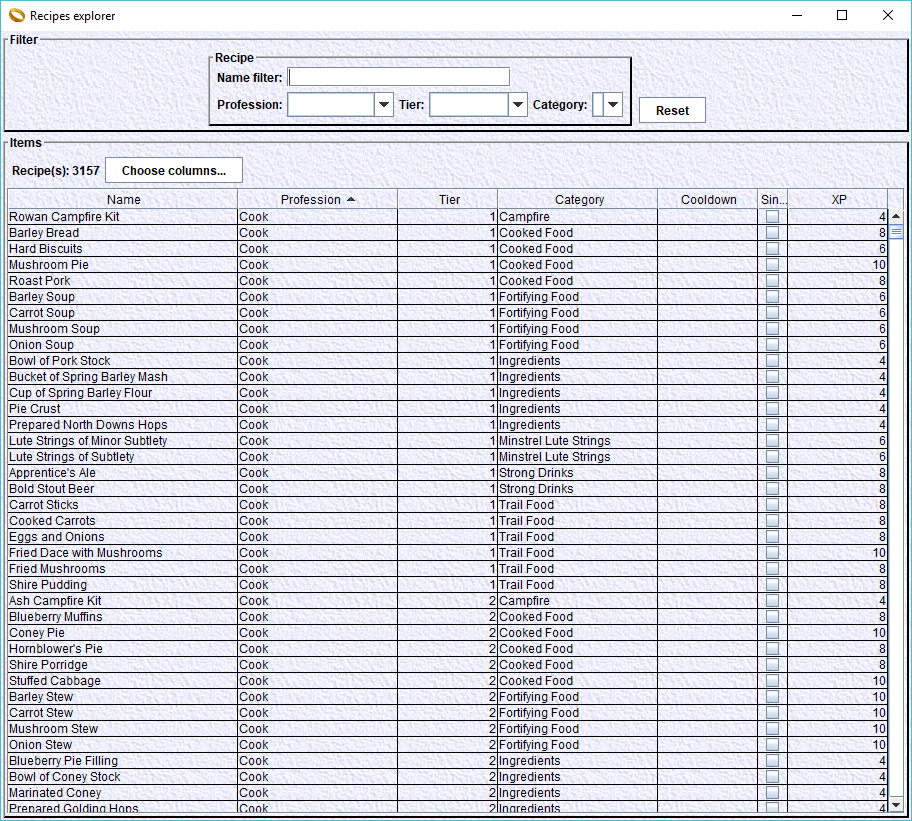 Recipes explorer
Filter
Recipe
Name filter:
Profession: Tier: Category: Reset
Items
Recipe(s): 3157 Choose columns...
Name Profession Tier Category Cooldown Sin... XP
Rowan Campfire Kit Cook 1 Campfire 4
Barley Bread Cook 1 Cooked Food 8
Hard Biscuits Cook 1 Cooked Food 6
Mushroom Pie Cook 1 Cooked Food 10
Roast Pork Cook 1 Cooked Food 8
Barley Soup Cook 1 Fortifying Food 6
Carrot Soup Cook 1 Fortifying Food 6
Mushroom Soup Cook 1 Fortifying Food 6
Onion Soup Cook 1 Fortifying Food 6
Bowl of Pork Stock Cook 1 Ingredients 4
Bucket of Spring Barley Mash Cook 1 Ingredients 4
Cup of Spring Barley Flour Cook 1 Ingredients 4
Pie Crust Cook 1 Ingredients 4
Prepared North Downs Hops Cook 1 Ingredients 4
Lute Strings of Minor Subtlety Cook 1 Minstrel Lute Strings 6
Lute Strings of Subtlety Cook 1 Minstrel Lute Strings 6
Apprentice's Ale Cook 1 Strong Drinks 8
Bold Stout Beer Cook 1 Strong Drinks 8
Carrot Sticks Cook 1 Trail Food 8
Cooked Carrots Cook 1 Trail Food 8
Eggs and Onions Cook 1 Trail Food 8
Fried Dace with Mushrooms Cook 1 Trail Food 10
Fried Mushrooms Cook 1 Trail Food 8
Shire Pudding Cook 1 Trail Food 8
Ash Campfire Kit Cook 2 Campfire 4
Blueberry Muffins Cook 2 Cooked Food 8
Coney Pie Cook 2 Cooked Food 10
Hornblower's Pie Cook 2 Cooked Food 8
Shire Porridge Cook 2 Cooked Food 8
Stuffed Cabbage Cook 2 Cooked Food 10
Barley Stew Cook 2 Fortifying Food 10
Carrot Stew Cook 2 Fortifying Food 10
Mushroom Stew Cook 2 Fortifying Food 10
Onion Stew Cook 2 Fortifying Food 10
Blueberry Pie Filling Cook 2 Ingredients 4
Bowl of Coney Stock Cook 2 Ingredients 4
Marinated Coney Cook 2 Ingredients 4
Prepared Golding Hops Cook 2 Ingredients 4